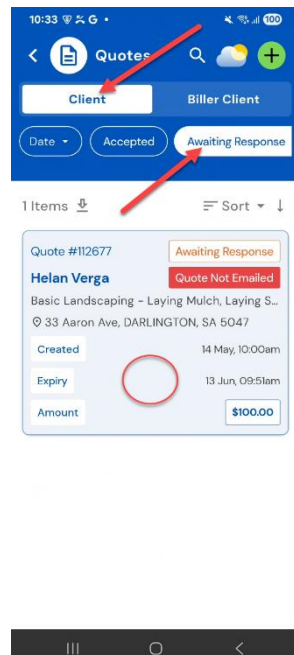 10:33 G • 100
Quotes
Client Biller Client
Date Accepted Awaiting Response
1 Items Sort
Quote #112677 Awaiting Response
Helan Verga Quote Not Emailed
Basic Landscaping - Laying Mulch, Laying S...
33 Aaron Ave, DARLINGTON, SA 5047
Created 14 May, 10:00am
Expiry 13 Jun, 09:51am
Amount $100.00